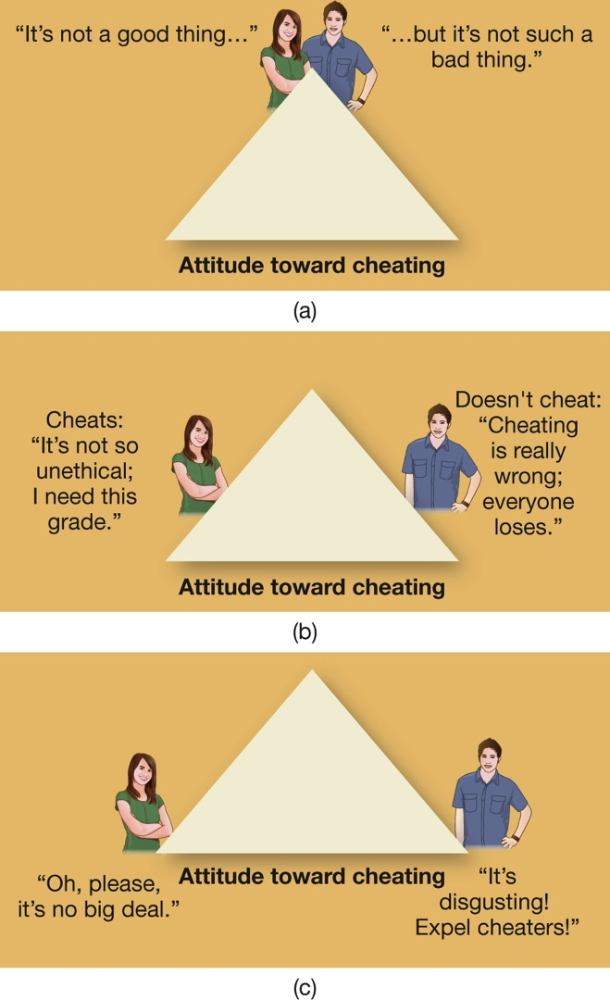 “It’s not a good thing…”
“…but it’s not such a
bad thing.”
Attitude toward cheating
(a)
Cheats:
“It’s not so
unethical;
I need this
grade.”
Doesn't cheat:
“Cheating
is really
wrong;
everyone
loses.”
Attitude toward cheating
(b)
“Oh, please,
it’s no big deal.”
Attitude toward cheating
“It’s
disgusting!
Expel cheaters!”
(c)